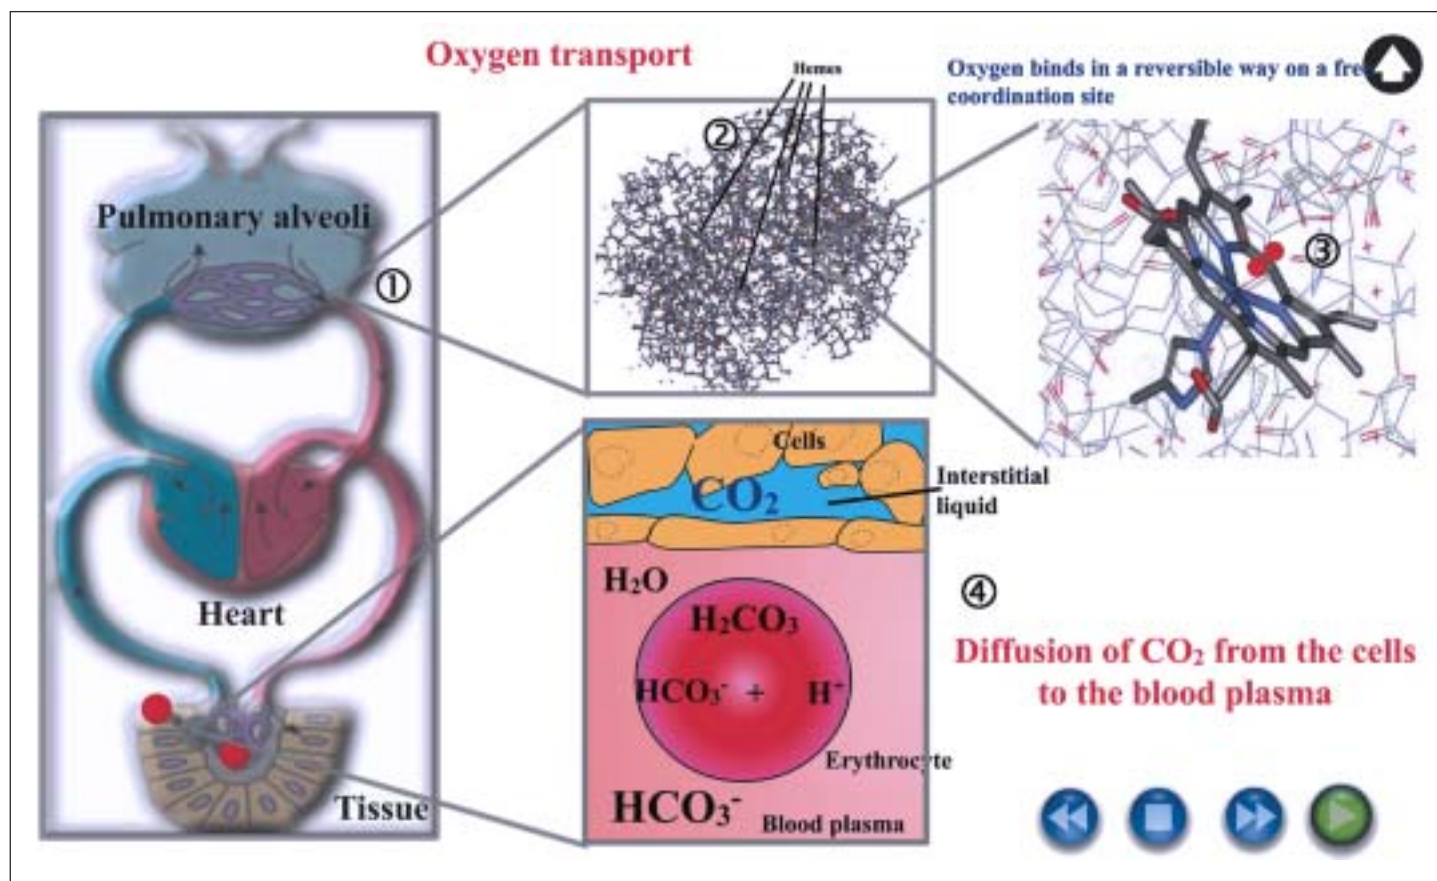 Oxygen transport
Hemes
Oxygen binds in a reversible way on a fre
coordination site
Pulmonary alveoli
①
②
③
Heart
Tissue
Cells
CO₂
Interstitial
liquid
H₂O
H₂CO₃
HCO₃⁻ + H⁺
Erythrocyte
HCO₃⁻
Blood plasma
④
Diffusion of CO₂ from the cells
to the blood plasma